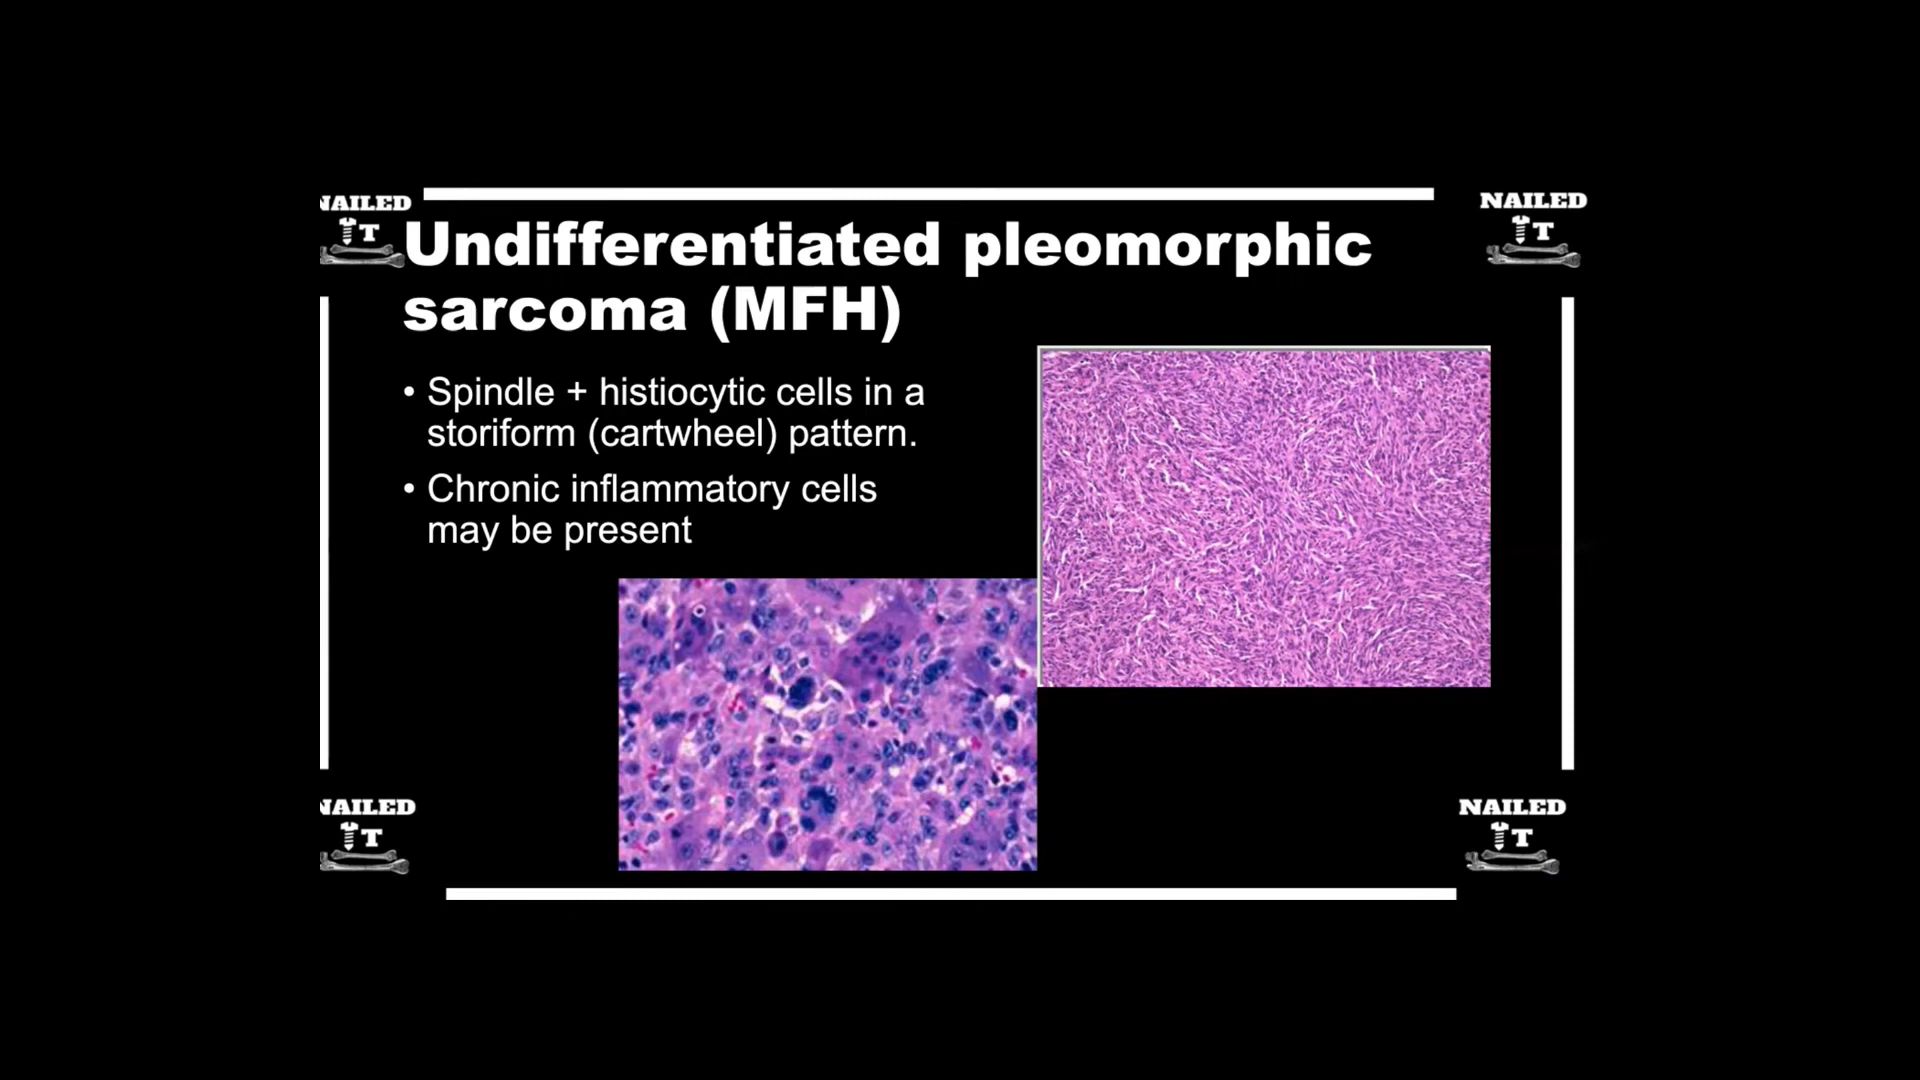 NAILED
IT
NAILED
IT
Undifferentiated pleomorphic
sarcoma (MFH)
• Spindle + histiocytic cells in a
storiform (cartwheel) pattern.
• Chronic inflammatory cells
may be present
NAILED
IT
NAILED
IT